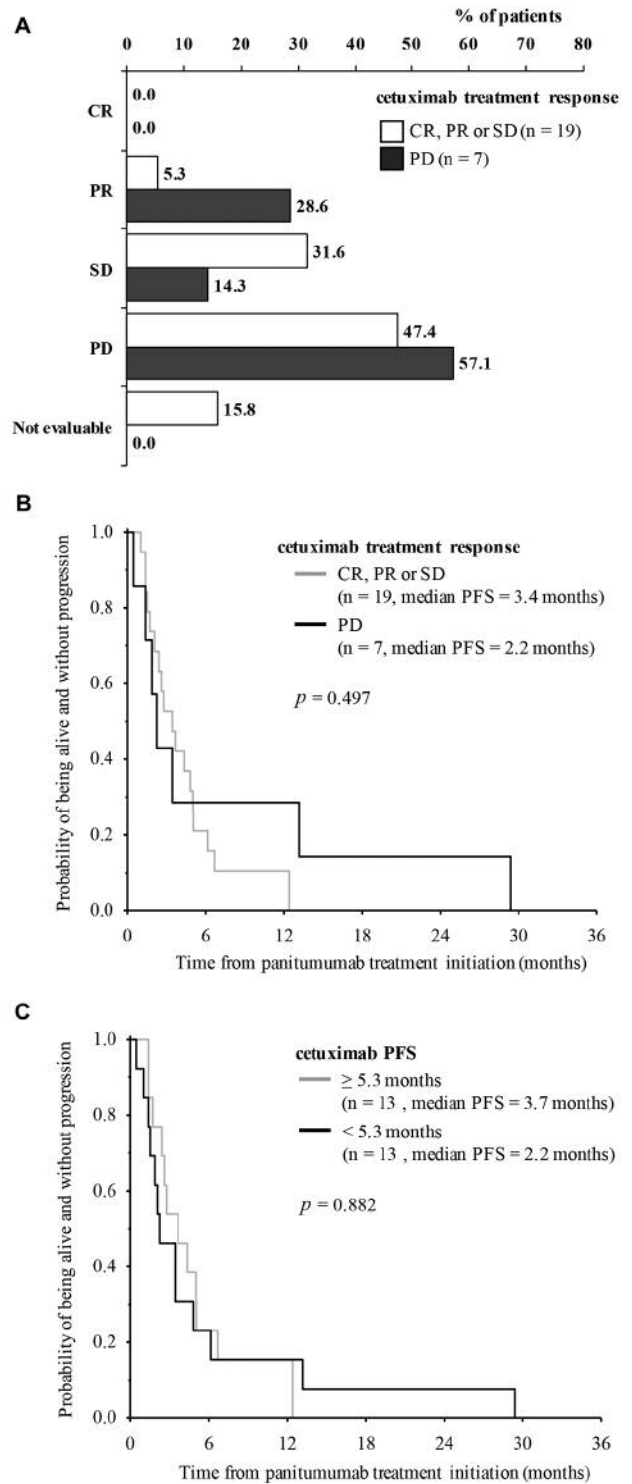 A
% of patients
0 10 20 30 40 50 60 70 80
cetuximab treatment response
CR, PR or SD (n = 19)
PD (n = 7)
CR
0.0
0.0
PR
5.3
28.6
SD
31.6
14.3
PD
47.4
57.1
Not evaluable
15.8
0.0
B
Probability of being alive and without progression
1.0
0.8
0.6
0.4
0.2
0.0
cetuximab treatment response
CR, PR or SD
(n = 19, median PFS = 3.4 months)
PD
(n = 7, median PFS = 2.2 months)
p = 0.497
0 6 12 18 24 30 36
Time from panitumumab treatment initiation (months)
C
Probability of being alive and without progression
1.0
0.8
0.6
0.4
0.2
0.0
cetuximab PFS
≥ 5.3 months
(n = 13 , median PFS = 3.7 months)
< 5.3 months
(n = 13 , median PFS = 2.2 months)
p = 0.882
0 6 12 18 24 30 36
Time from panitumumab treatment initiation (months)